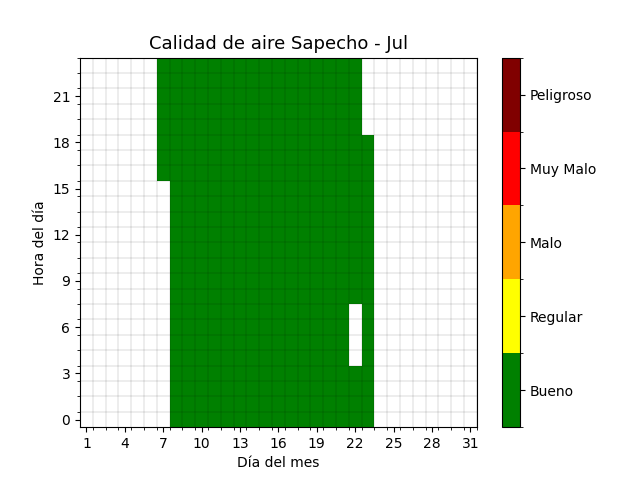 Calidad de aire Sapecho - Jul
Hora del día
21
18
15
12
9
6
3
0
1 4 7 10 13 16 19 22 25 28 31
Día del mes
Peligroso
Muy Malo
Malo
Regular
Bueno